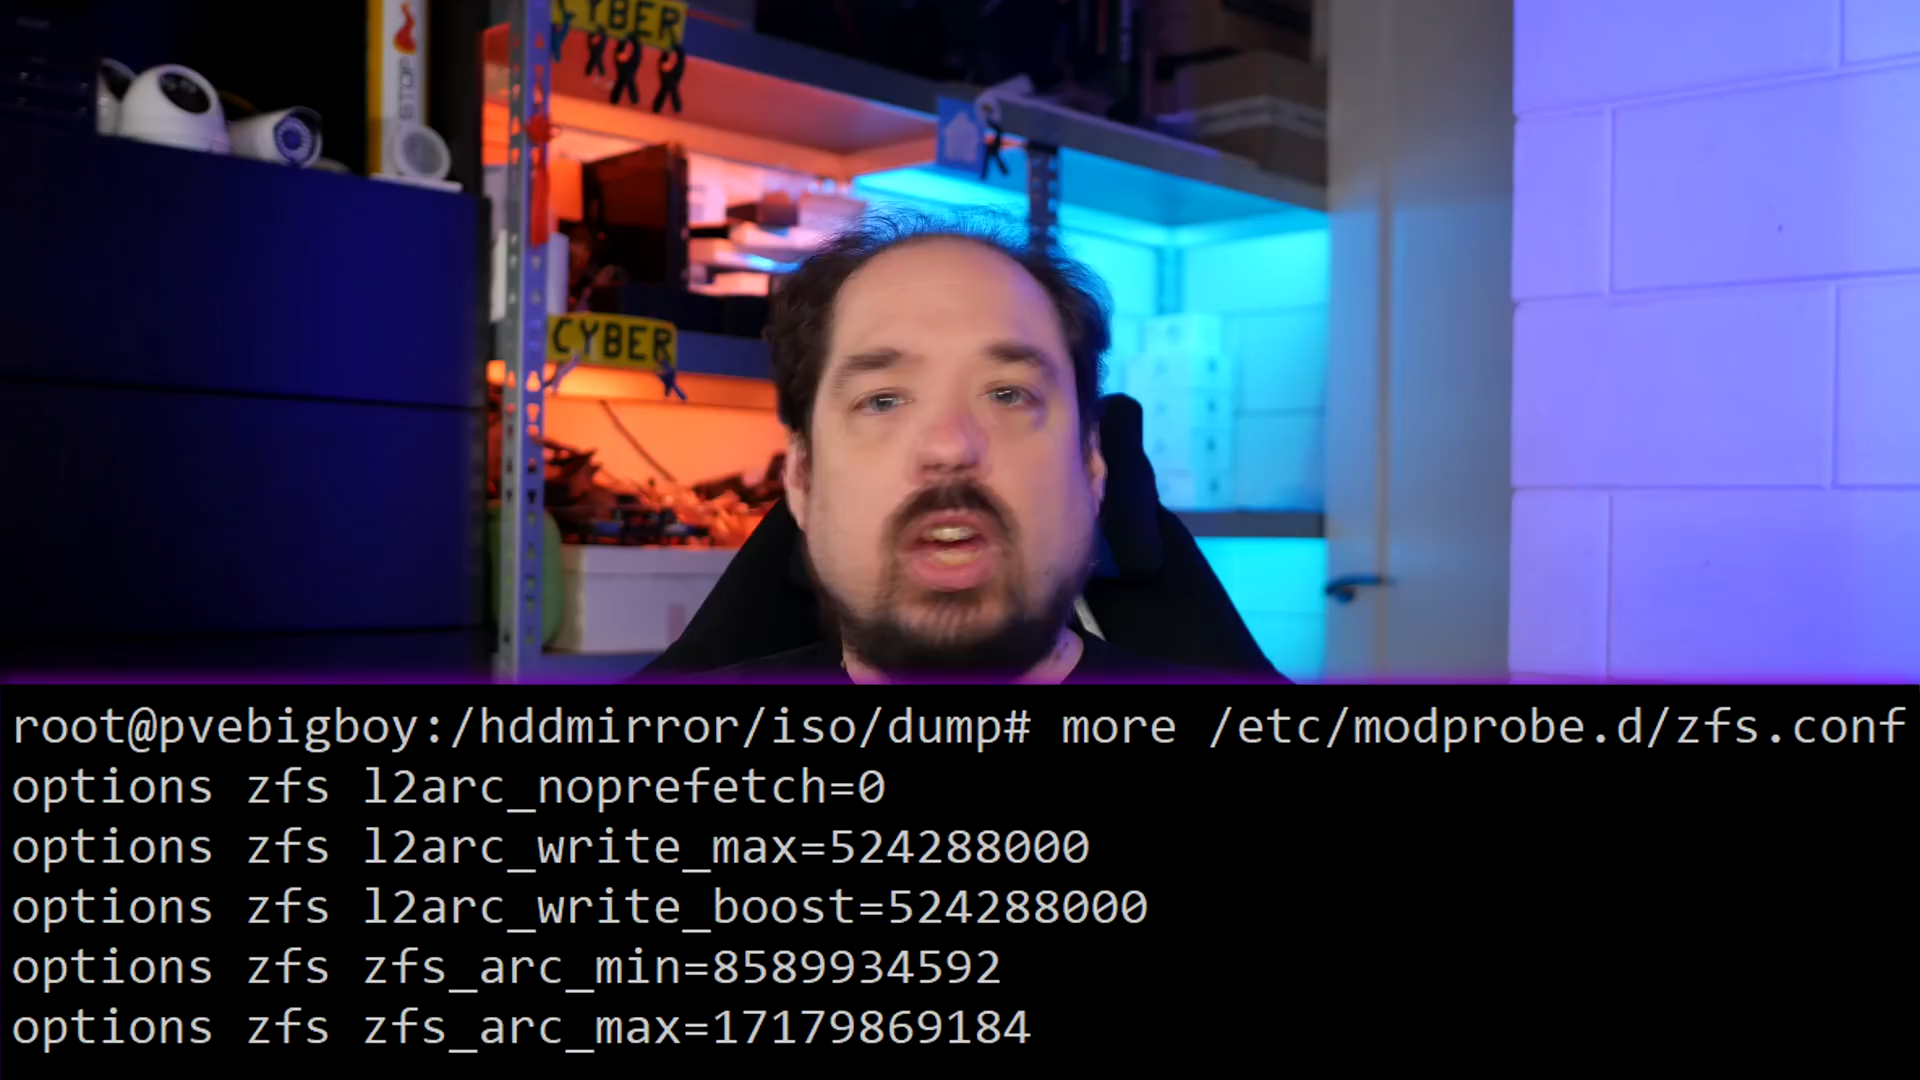 CYBER
STOP
CYBER
root@pvebigboy:/hddmirror/iso/dump# more /etc/modprobe.d/zfs.conf
options zfs l2arc_noprefetch=0
options zfs l2arc_write_max=524288000
options zfs l2arc_write_boost=524288000
options zfs zfs_arc_min=8589934592
options zfs zfs_arc_max=17179869184